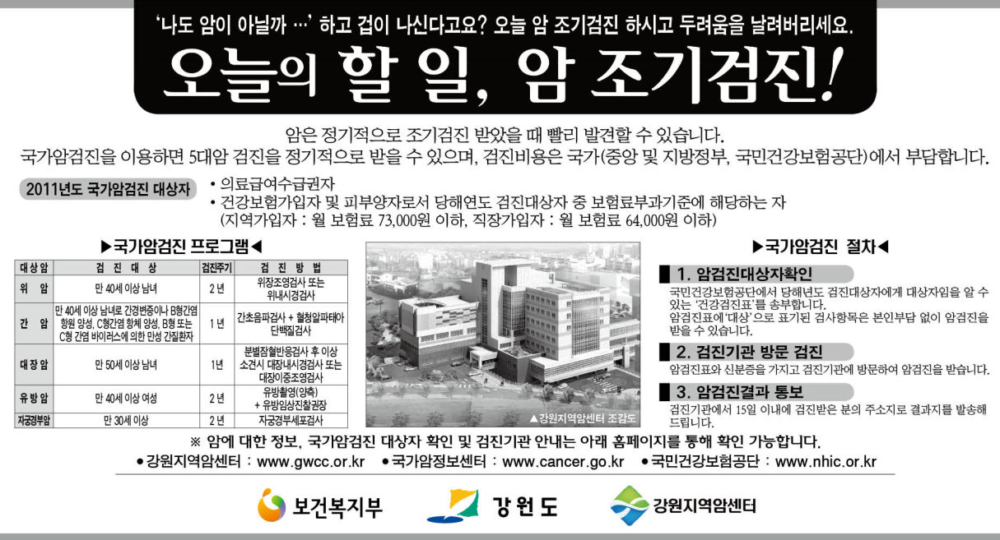 ‘나도 암이 아닐까 …’ 하고 겁이 나신다고요? 오늘 암 조기검진 하시고 두려움을 날려버리세요.
오늘의 할 일, 암 조기검진!
암은 정기적으로 조기검진 받았을 때 빨리 발견할 수 있습니다.
국가암검진을 이용하면 5대암 검진을 정기적으로 받을 수 있으며, 검진비용은 국가(중앙 및 지방정부, 국민건강보험공단)에서 부담합니다.
2011년도 국가암검진 대상자
• 의료급여수급권자
• 건강보험가입자 및 피부양자로서 당해연도 검진대상자 중 보험료부과기준에 해당하는 자
(지역가입자 : 월 보험료 73,000원 이하, 직장가입자 : 월 보험료 64,000원 이하)
▶국가암검진 프로그램◀
대상암 검 진 대 상 검진주기 검 진 방 법
위 암 만 40세 이상 남녀 2 년 위장조영검사 또는
위내시경검사
간 암 만 40세 이상 남녀로 간경변증이나 B형간염
항원 양성, C형간염 항체 양성, B형 또는
C형 간염 바이러스에 의한 만성 간질환자 1 년 간초음파검사 + 혈청알파태아
단백질검사
대장암 만 50세 이상 남녀 1년 분별잠혈반응검사 후 이상
소견시 대장내시경검사 또는
대장이중조영검사
유방암 만 40세 이상 여성 2 년 유방촬영(양측)
+ 유방임상진찰권장
자궁경부암 만 30세 이상 2 년 자궁경부세포검사
▲강원지역암센터 조감도
▶국가암검진 절차◀
1. 암검진대상자확인
국민건강보험공단에서 당해년도 검진대상자에게 대상자임을 알 수
있는 ‘건강검진표’를 송부합니다.
암검진표에‘대상’으로 표기된 검사항목은 본인부담 없이 암검진을
받을 수 있습니다.
2. 검진기관 방문 검진
암검진표와 신분증을 가지고 검진기관에 방문하여 암검진을 받습니다.
3. 암검진결과 통보
검진기관에서 15일 이내에 검진받은 분의 주소지로 결과지를 발송해
드립니다.
※ 암에 대한 정보, 국가암검진 대상자 확인 및 검진기관 안내는 아래 홈페이지를 통해 확인 가능합니다.
•강원지역암센터 : www.gwcc.or.kr •국가암정보센터 : www.cancer.go.kr •국민건강보험공단 : www.nhic.or.kr
보건복지부 강원도 강원지역암센터